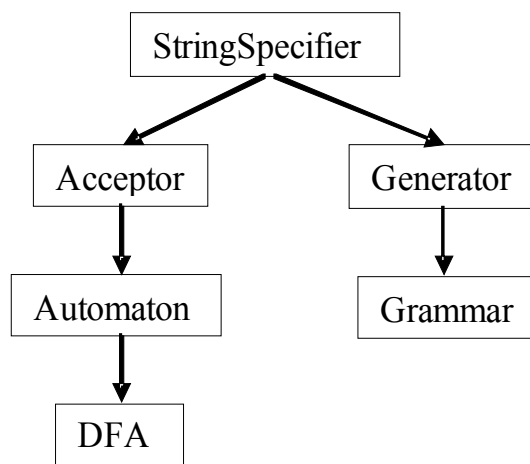 StringSpecifier
Acceptor
Generator
Automaton
Grammar
DFA